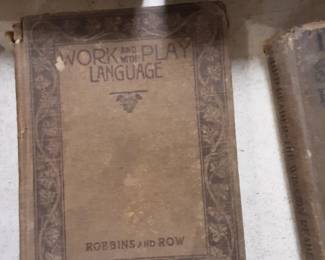 WORK AND WITH PLAY
LANGUAGE
ROBBINS AND ROW